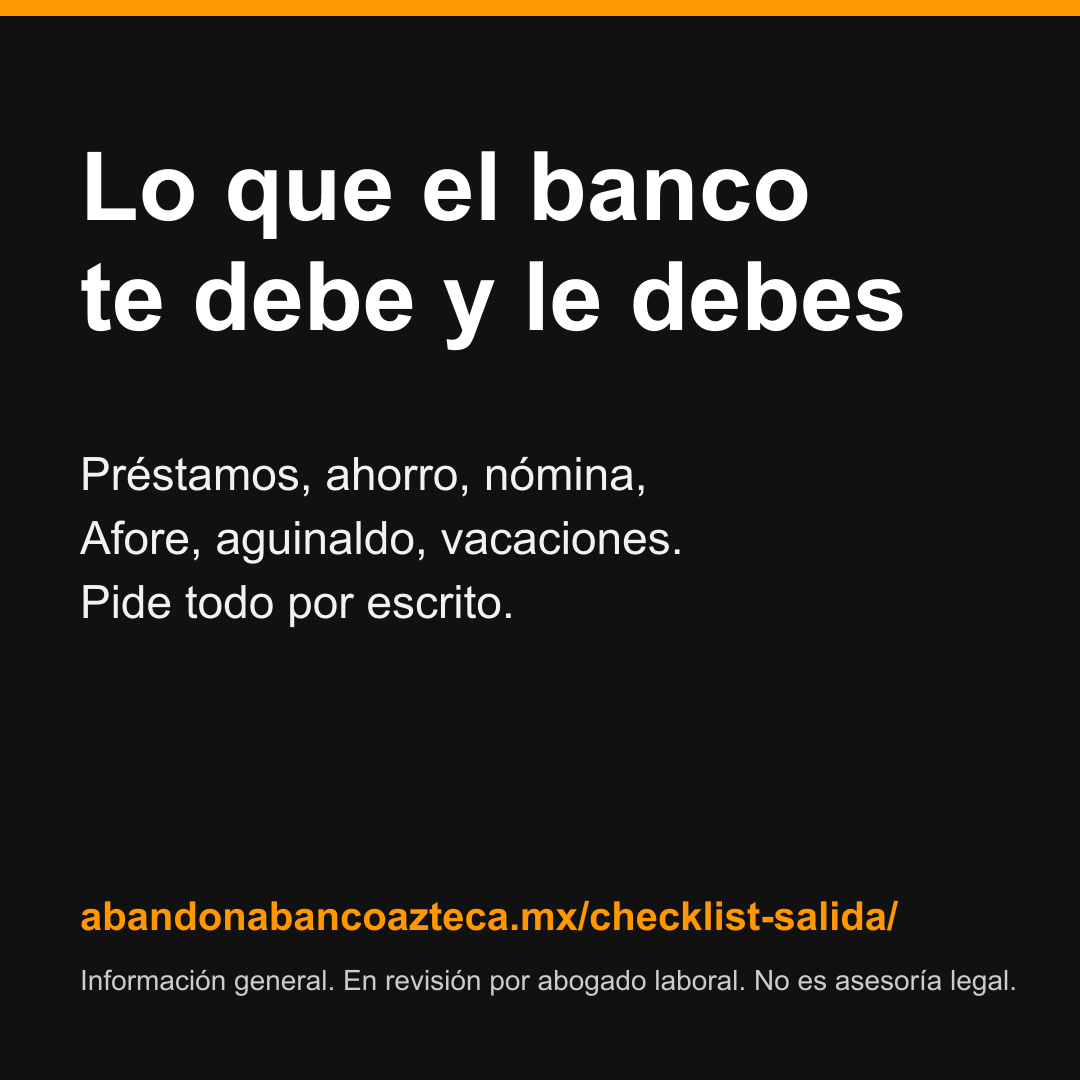 Lo que el banco
te debe y le debes
Préstamos, ahorro, nómina,
Afore, aguinaldo, vacaciones.
Pide todo por escrito.
abandonabancoazteca.mx/checklist-salida/
Información general. En revisión por abogado laboral. No es asesoría legal.